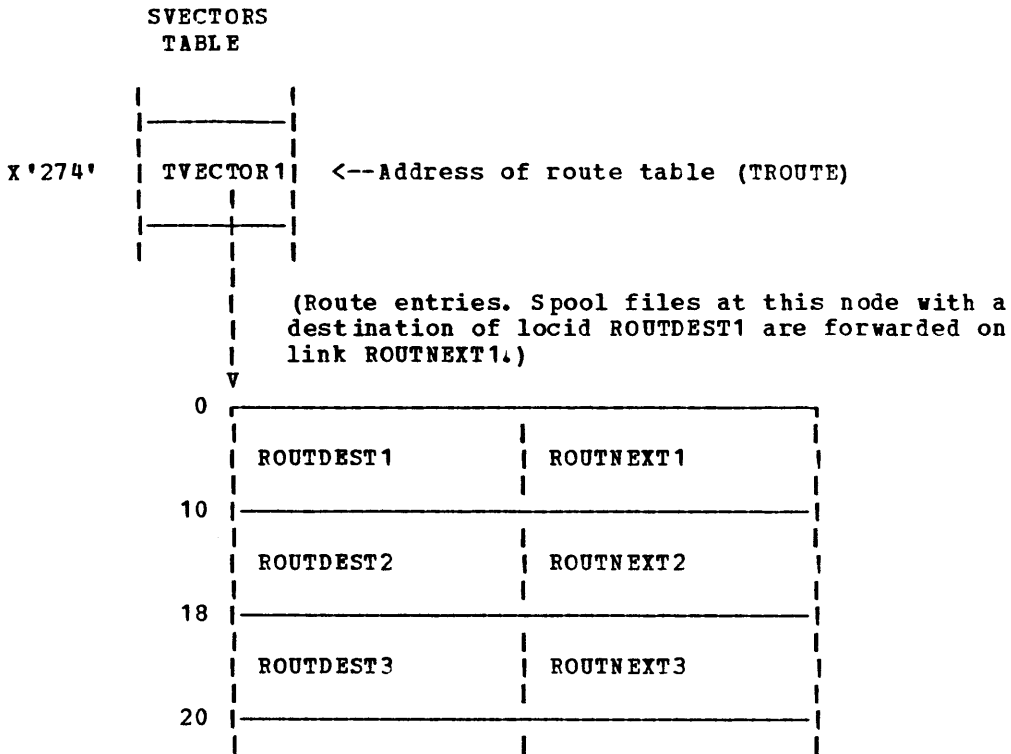 SVECTORS
TABLE
X'274' TVECTOR1 <--Address of route table (TROUTE)
(Route entries. Spool files at this node with a
destination of locid ROUTDEST1 are forwarded on
link ROUTNEXT1.)
0
ROUTDEST1 ROUTNEXT1
10
ROUTDEST2 ROUTNEXT2
18
ROUTDEST3 ROUTNEXT3
20